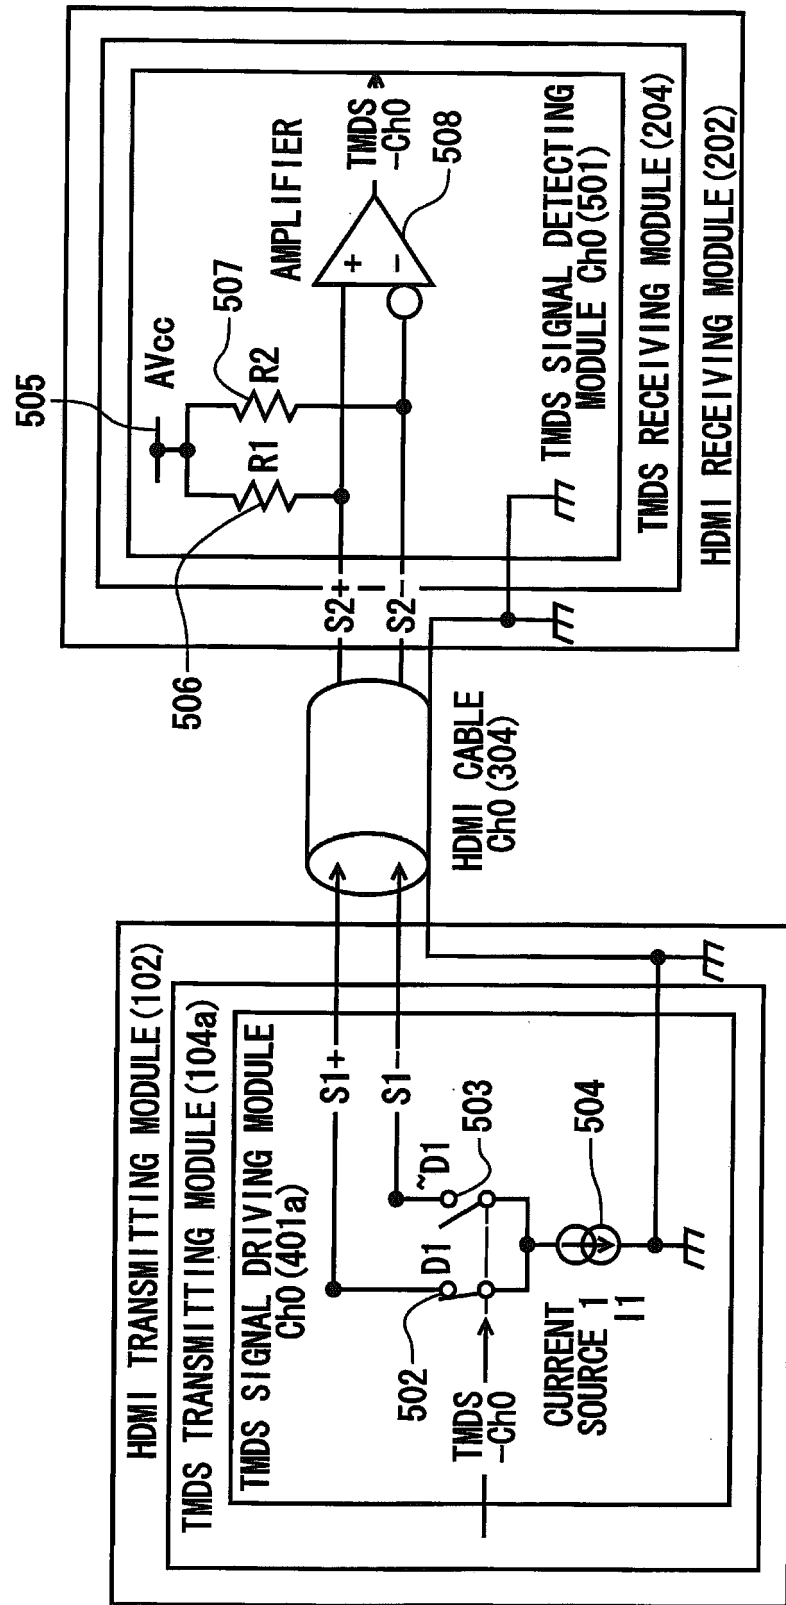 HDMI TRANSMITTING MODULE(102)
TMDS TRANSMITTING MODULE(104a)
TMDS SIGNAL DRIVING MODULE
Ch0(401a)
S1+
S1-
D1
~D1
502
503
TMDS
-Ch0
CURRENT
SOURCE 1
I1
504
HDMI CABLE
Ch0(304)
505
AVcc
506
R1
507
R2
S2+
S2-
AMPLIFIER
+
-
TMDS
-Ch0
508
TMDS SIGNAL DETECTING
MODULE Ch0(501)
TMDS RECEIVING MODULE(204)
HDMI RECEIVING MODULE(202)